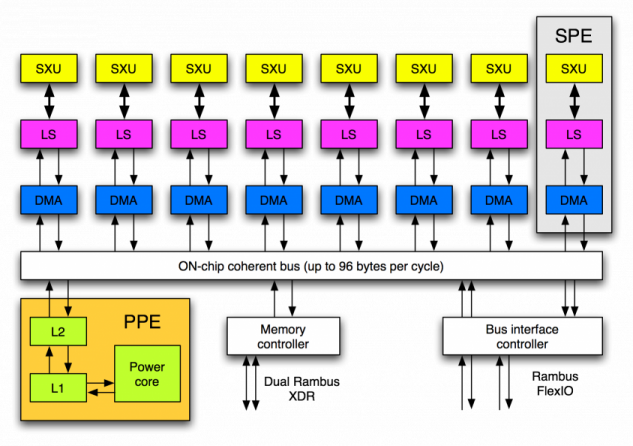 SPE
SXU SXU SXU SXU SXU SXU SXU SXU
LS LS LS LS LS LS LS LS
DMA DMA DMA DMA DMA DMA DMA DMA
ON-chip coherent bus (up to 96 bytes per cycle)
PPE
L2
L1
Power
core
Memory
controller
Dual Rambus
XDR
Bus interface
controller
Rambus
FlexIO